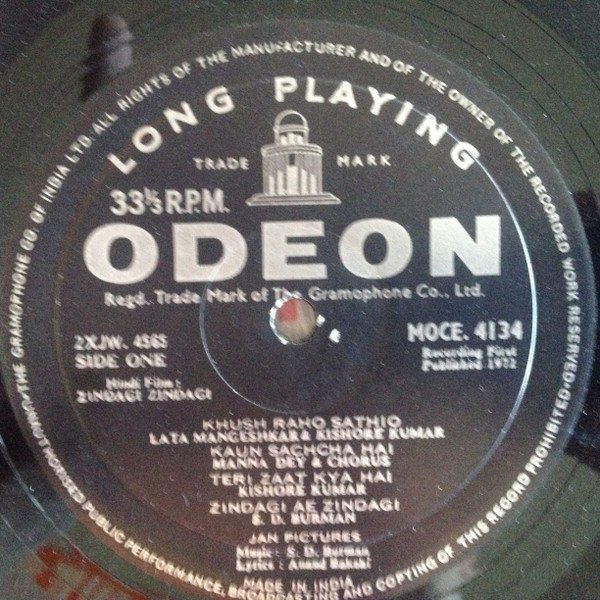 THE GRAMOPHONE CO. OF INDIA LTD. ALL RIGHTS OF THE MANUFACTURER AND OF THE OWNER OF THE RECORDED WORK RESERVED. UNAUTHORISED PUBLIC PERFORMANCE, BROADCASTING AND COPYING OF THIS RECORD PROHIBITED.
LONG PLAYING
TRADE MARK
33⅓ R.P.M.
ODEON
Regd. Trade Mark of The Gramophone Co., Ltd.
2XJW. 4565
MOCE. 4134
SIDE ONE
Recording First
Published 1972
Hindi Film :
ZINDAGI ZINDAGI
KHUSH RAHO SATHIO
LATA MANGESHKAR & KISHORE KUMAR
KAUN SACHCHA HAI
MANNA DEY & CHORUS
TERI ZAAT KYA HAI
KISHORE KUMAR
ZINDAGI AE ZINDAGI
S. D. BURMAN
JAN PICTURES
Music : S. D. Burman
Lyrics : Anand Bakshi
MADE IN INDIA